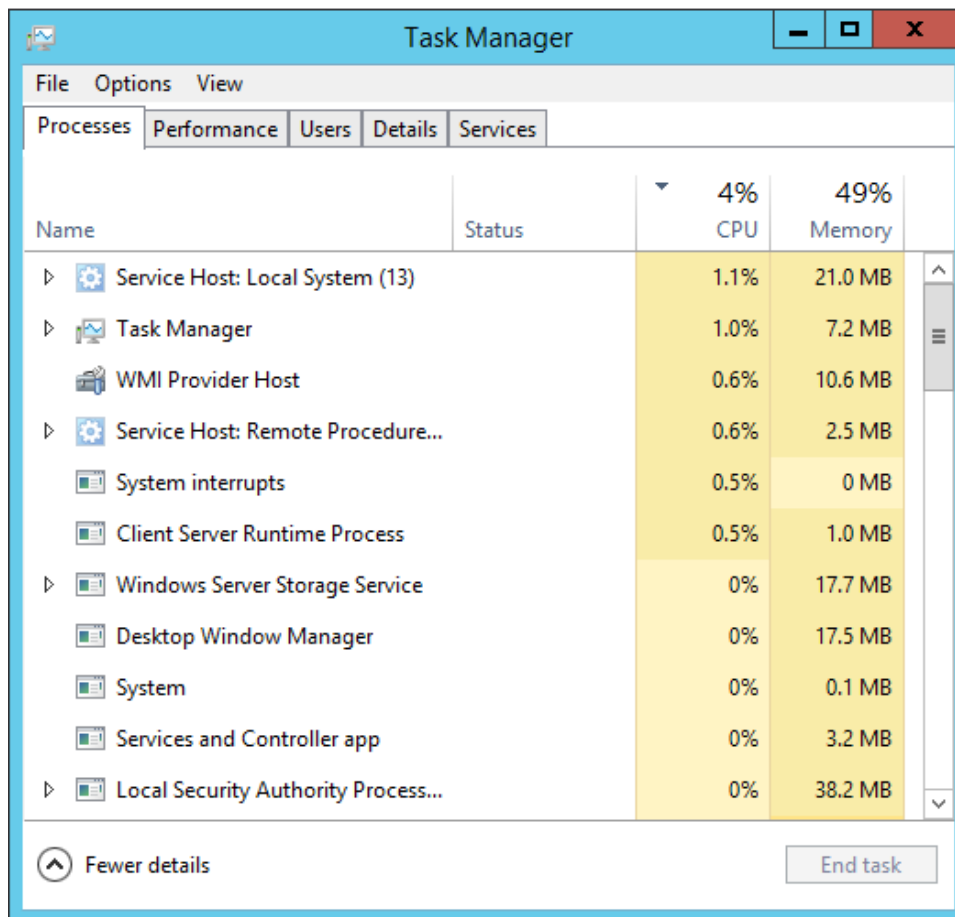 Task Manager
File Options View
Processes Performance Users Details Services
4% 49%
Name Status CPU Memory
Service Host: Local System (13) 1.1% 21.0 MB
Task Manager 1.0% 7.2 MB
WMI Provider Host 0.6% 10.6 MB
Service Host: Remote Procedure... 0.6% 2.5 MB
System interrupts 0.5% 0 MB
Client Server Runtime Process 0.5% 1.0 MB
Windows Server Storage Service 0% 17.7 MB
Desktop Window Manager 0% 17.5 MB
System 0% 0.1 MB
Services and Controller app 0% 3.2 MB
Local Security Authority Process... 0% 38.2 MB
Fewer details End task